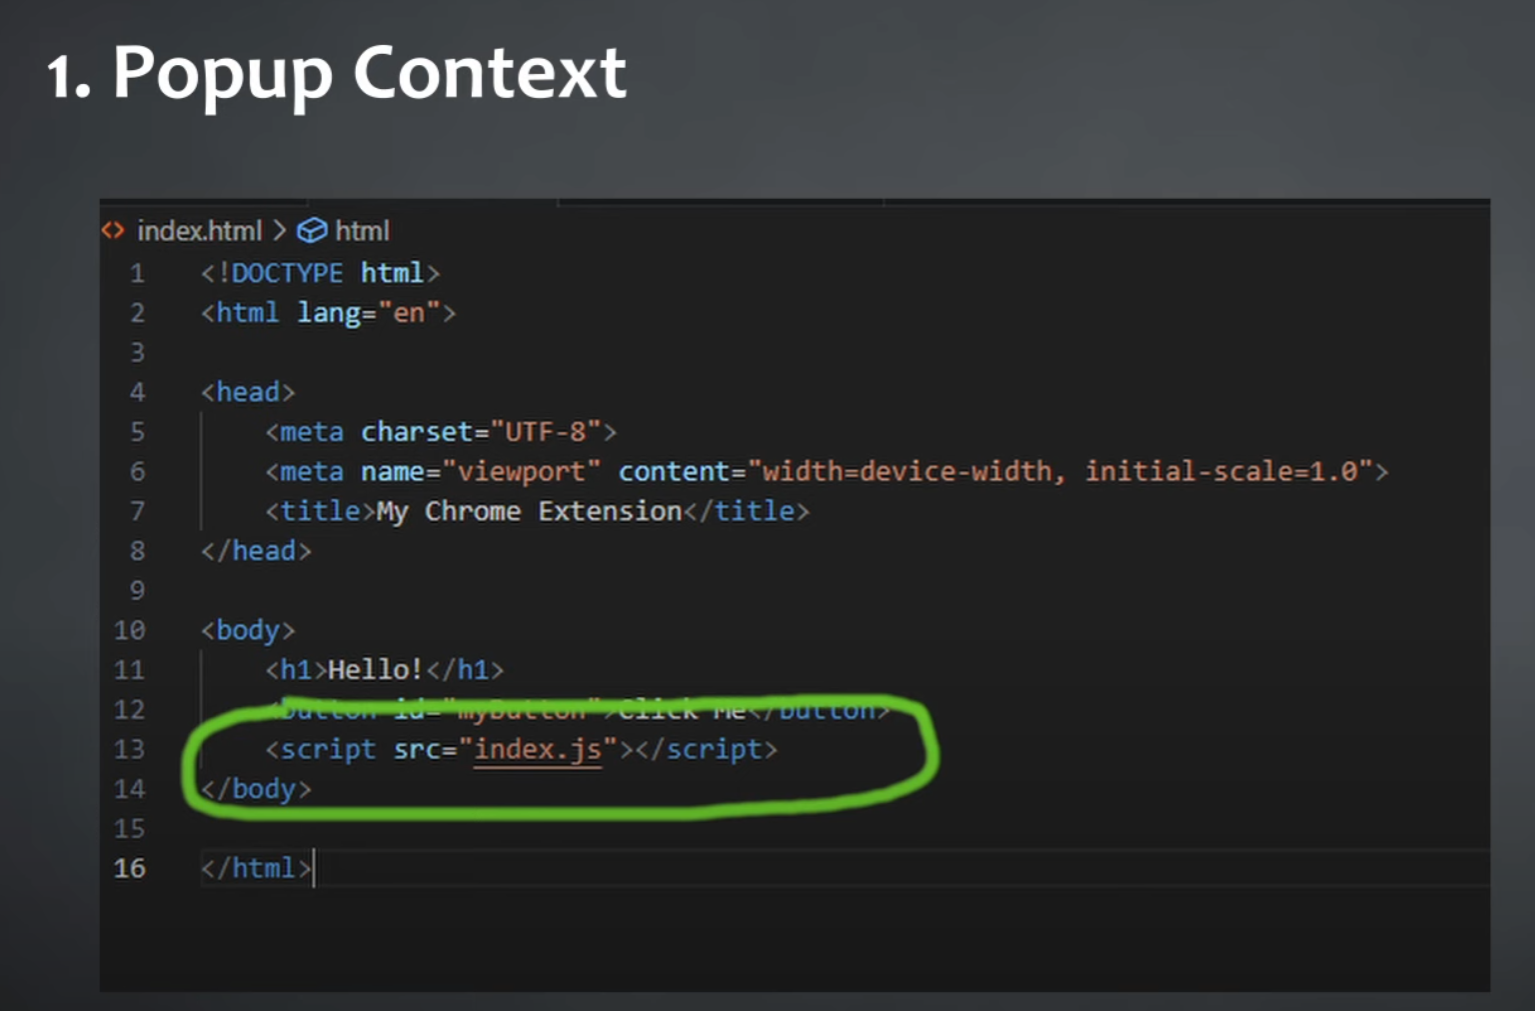 1. Popup Context
index.html > html
1 <!DOCTYPE html>
2 <html lang="en">
3
4 <head>
5 <meta charset="UTF-8">
6 <meta name="viewport" content="width=device-width, initial-scale=1.0">
7 <title>My Chrome Extension</title>
8 </head>
9
10 <body>
11 <h1>Hello!</h1>
12 <button id="myButton">Click Me</button>
13 <script src="index.js"></script>
14 </body>
15
16 </html>